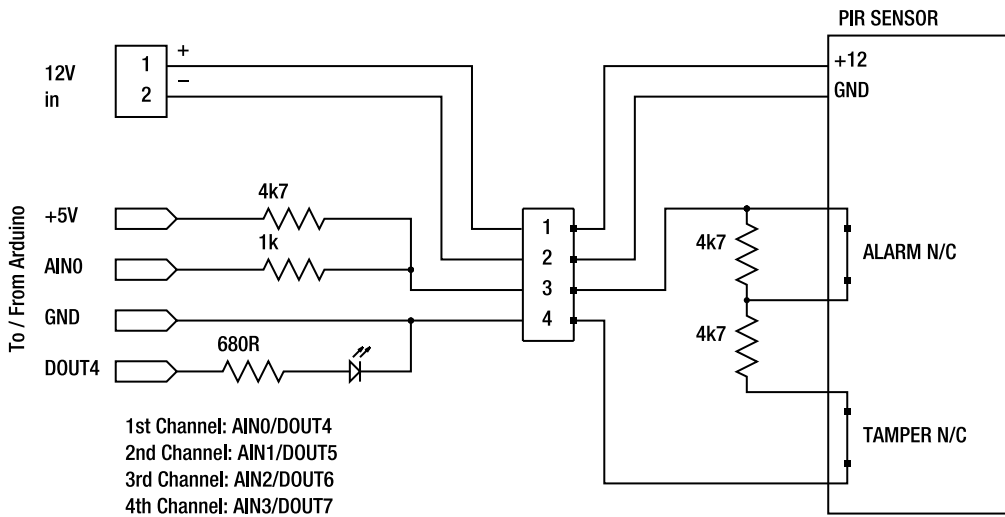 PIR SENSOR
12V
in
1
2
+
−
+12
GND
To / From Arduino
+5V
4k7
AIN0
1k
GND
DOUT4
680R
1
2
3
4
4k7
4k7
ALARM N/C
TAMPER N/C
1st Channel: AIN0/DOUT4
2nd Channel: AIN1/DOUT5
3rd Channel: AIN2/DOUT6
4th Channel: AIN3/DOUT7